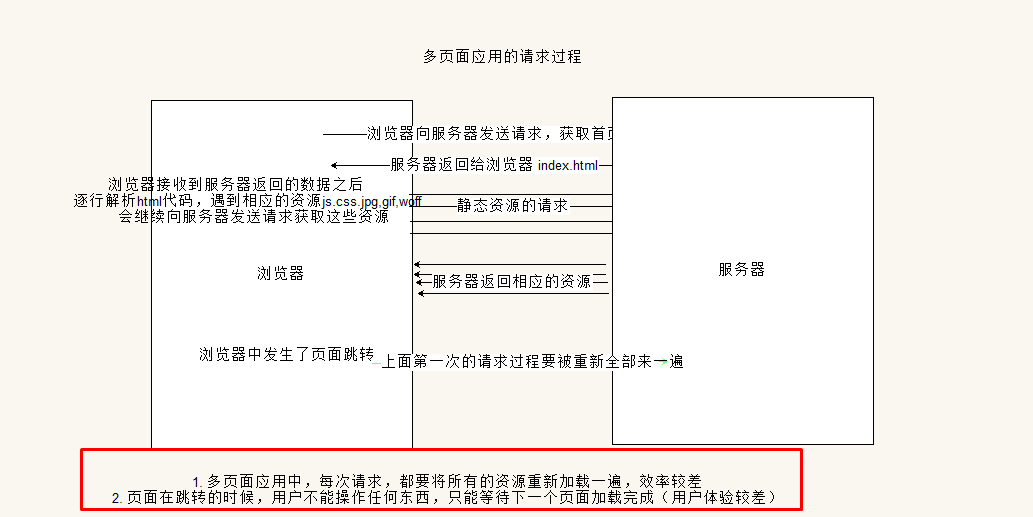 多页面应用的请求过程
浏览器向服务器发送请求，获取首页
服务器返回给浏览器 index.html
浏览器接收到服务器返回的数据之后
逐行解析html代码，遇到相应的资源js.css.jpg.gif,woff
会继续向服务器发送请求获取这些资源
静态资源的请求
浏览器
服务器返回相应的资源
服务器
浏览器中发生了页面跳转
上面第一次的请求过程要被重新全部来一遍
1. 多页面应用中，每次请求，都要将所有的资源重新加载一遍，效率较差
2. 页面在跳转的时候，用户不能操作任何东西，只能等待下一个页面加载完成（用户体验较差）